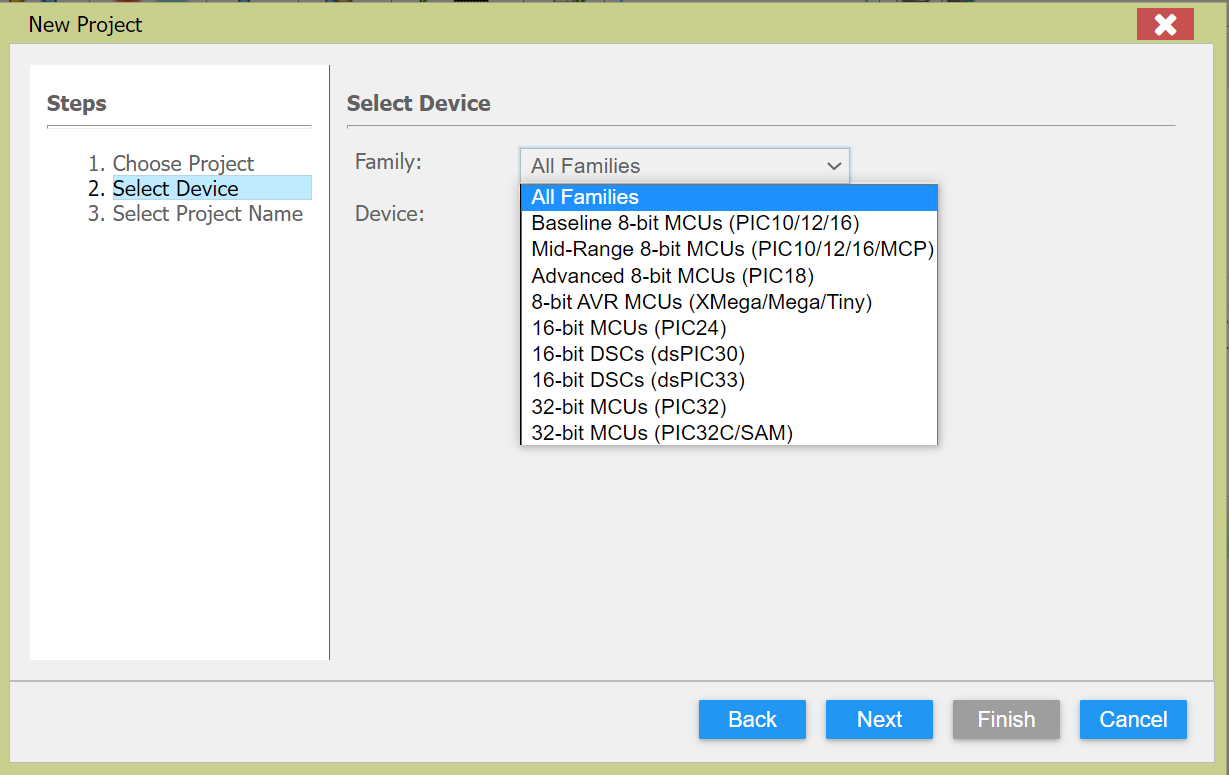 New Project
Steps
1. Choose Project
2. Select Device
3. Select Project Name
Select Device
Family:
All Families
All Families
Baseline 8-bit MCUs (PIC10/12/16)
Mid-Range 8-bit MCUs (PIC10/12/16/MCP)
Advanced 8-bit MCUs (PIC18)
8-bit AVR MCUs (XMega/Mega/Tiny)
16-bit MCUs (PIC24)
16-bit DSCs (dsPIC30)
16-bit DSCs (dsPIC33)
32-bit MCUs (PIC32)
32-bit MCUs (PIC32C/SAM)
Device:
Back
Next
Finish
Cancel